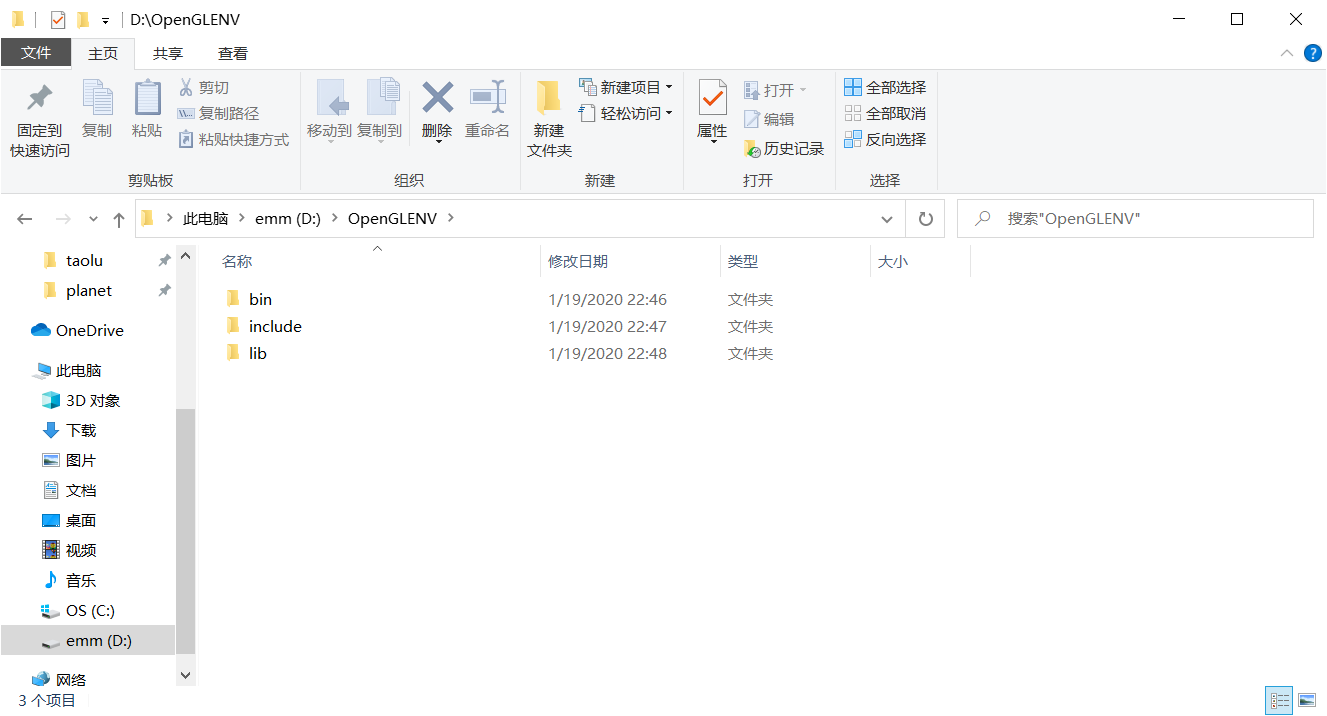 D:\OpenGLENV
文件 主页 共享 查看
固定到
快速访问
复制
粘贴
剪切
复制路径
粘贴快捷方式
剪贴板
移动到 复制到 删除 重命名
组织
新建
文件夹
新建项目
轻松访问
新建
属性
打开
编辑
历史记录
打开
全部选择
全部取消
反向选择
选择
此电脑 emm (D:) OpenGLENV
搜索"OpenGLENV"
taolu
planet
OneDrive
此电脑
3D 对象
下载
图片
文档
桌面
视频
音乐
OS (C:)
emm (D:)
网络
名称 修改日期 类型 大小
bin 1/19/2020 22:46 文件夹
include 1/19/2020 22:47 文件夹
lib 1/19/2020 22:48 文件夹
3 个项目